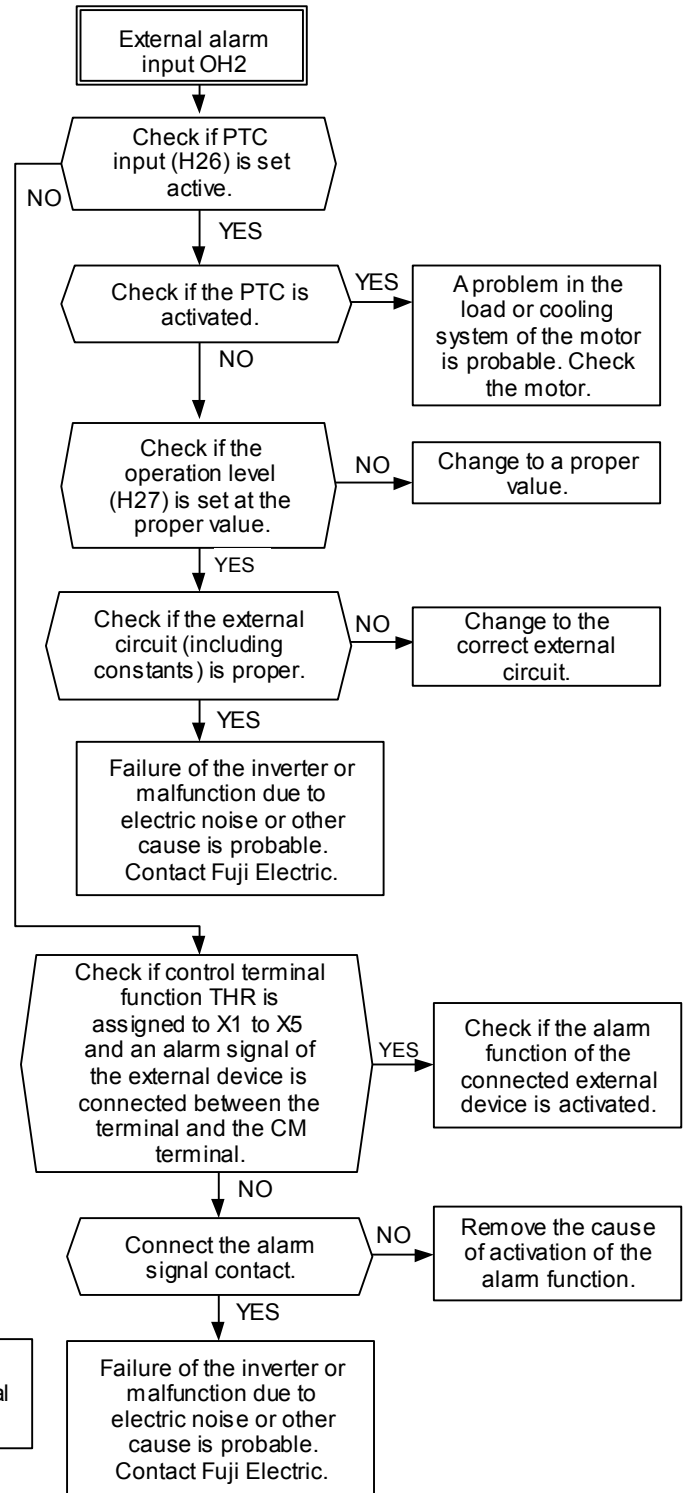 External alarm
input OH2
Check if PTC
input (H26) is set
active.
NO
YES
Check if the PTC is
activated.
YES
A problem in the
load or cooling
system of the motor
is probable. Check
the motor.
NO
Check if the
operation level
(H27) is set at the
proper value.
NO
Change to a proper
value.
YES
Check if the external
circuit (including
constants) is proper.
NO
Change to the
correct external
circuit.
YES
Failure of the inverter or
malfunction due to
electric noise or other
cause is probable.
Contact Fuji Electric.
Check if control terminal
function THR is
assigned to X1 to X5
and an alarm signal of
the external device is
connected between the
terminal and the CM
terminal.
YES
Check if the alarm
function of the
connected external
device is activated.
NO
Connect the alarm
signal contact.
NO
Remove the cause
of activation of the
alarm function.
YES
Failure of the inverter or
malfunction due to
electric noise or other
cause is probable.
Contact Fuji Electric.